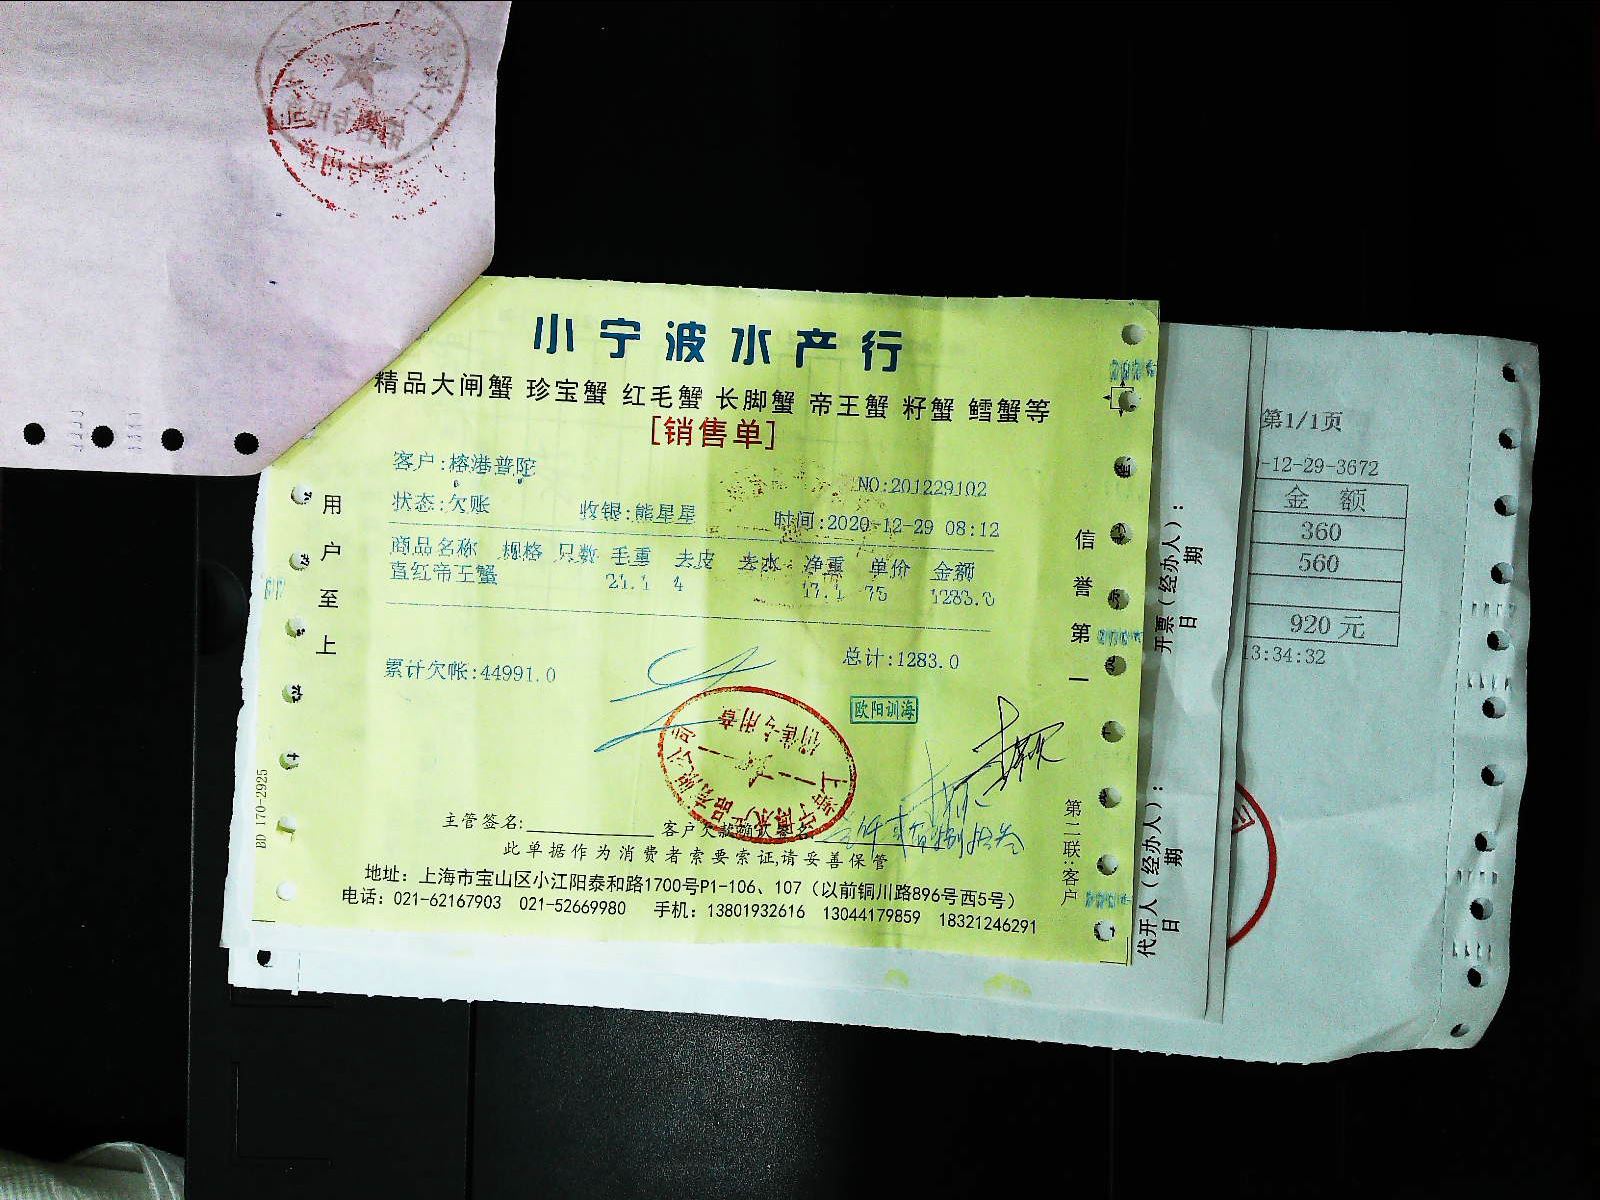 小宁波水产行
精品大闸蟹 珍宝蟹 红毛蟹 长脚蟹 帝王蟹 籽蟹 鳕蟹等
[销售单]
客户:榕港普陀
NO:201229102
状态:欠账 收银:熊星星 时间:2020-12-29 08:12
商品名称 规格 只数 毛重 去皮 去水 净重 单价 金额
直红帝王蟹 21.1 4 17.1 75 1283.0
累计欠帐:44991.0 总计:1283.0
欧阳训海
销售专用章
主管签名: 客户欠款确认签名
此单据作为消费者索要索证,请妥善保管
地址：上海市宝山区小江阳泰和路1700号P1-106、107（以前铜川路896号西5号）
电话：021-62167903 021-52669980 手机：13801932616 13044179859 18321246291
用户至上
信誉第一
第二联:客户
BD 170-2925
开票(经办人)：
日期
代开人(经办人)：
日期
第1/1页
-12-29-3672
金 额
360
560
920 元
13:34:32